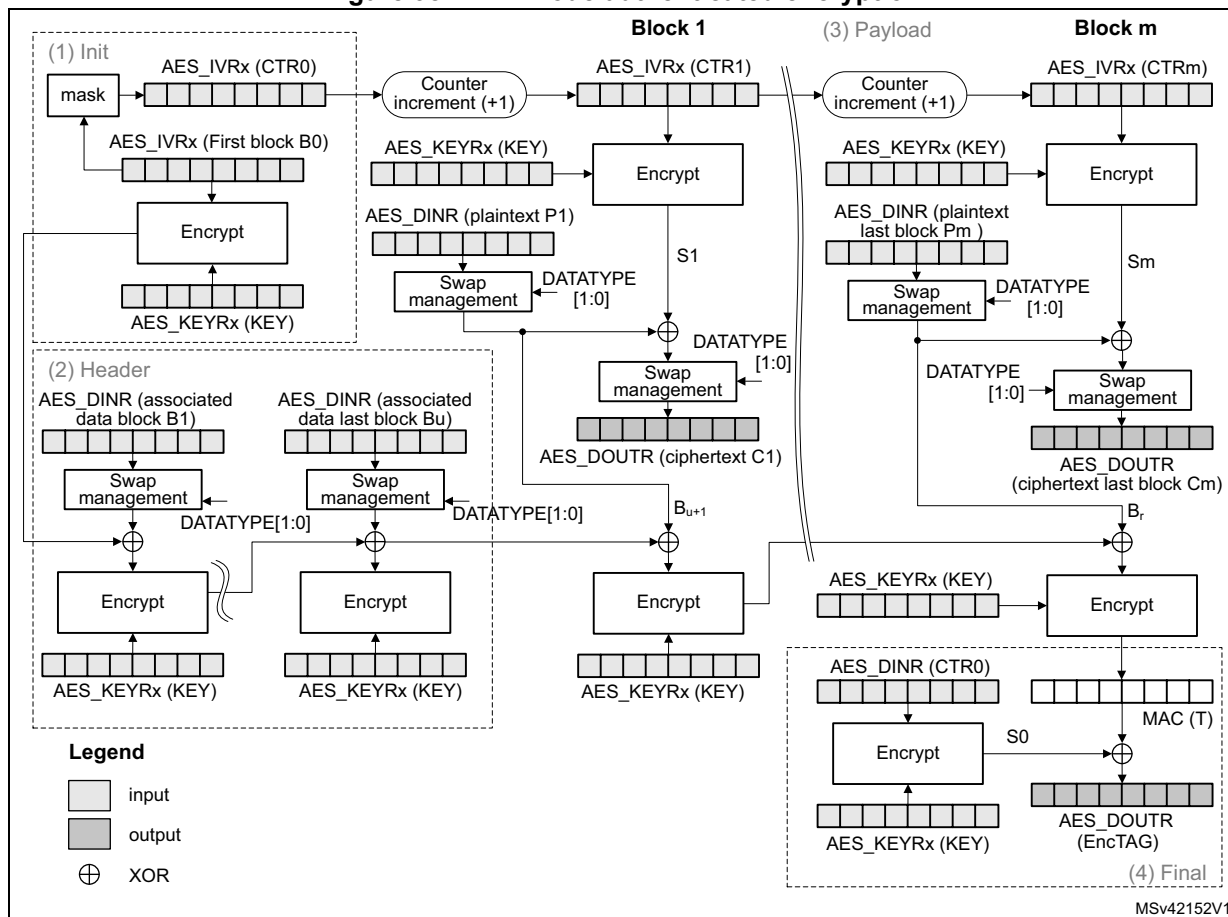 (1) Init
mask
AES_IVRx (CTR0)
AES_IVRx (First block B0)
Encrypt
AES_KEYRx (KEY)
Counter
increment (+1)
Block 1
AES_IVRx (CTR1)
AES_KEYRx (KEY)
Encrypt
AES_DINR (plaintext P1)
Swap
management
DATATYPE
[1:0]
S1
DATATYPE
[1:0]
Swap
management
AES_DOUTR (ciphertext C1)
(3) Payload
Counter
increment (+1)
Block m
AES_IVRx (CTRm)
AES_KEYRx (KEY)
Encrypt
AES_DINR (plaintext
last block Pm )
Swap
management
DATATYPE
[1:0]
Sm
DATATYPE
[1:0]
Swap
management
AES_DOUTR
(ciphertext last block Cm)
(2) Header
AES_DINR (associated
data block B1)
Swap
management
DATATYPE[1:0]
Encrypt
AES_KEYRx (KEY)
AES_DINR (associated
data last block Bu)
Swap
management
DATATYPE[1:0]
Encrypt
AES_KEYRx (KEY)
Bu+1
Encrypt
AES_KEYRx (KEY)
Br
AES_KEYRx (KEY)
Encrypt
AES_DINR (CTR0)
Encrypt
S0
AES_KEYRx (KEY)
MAC (T)
AES_DOUTR
(EncTAG)
(4) Final
Legend
input
output
XOR
MSv42152V1